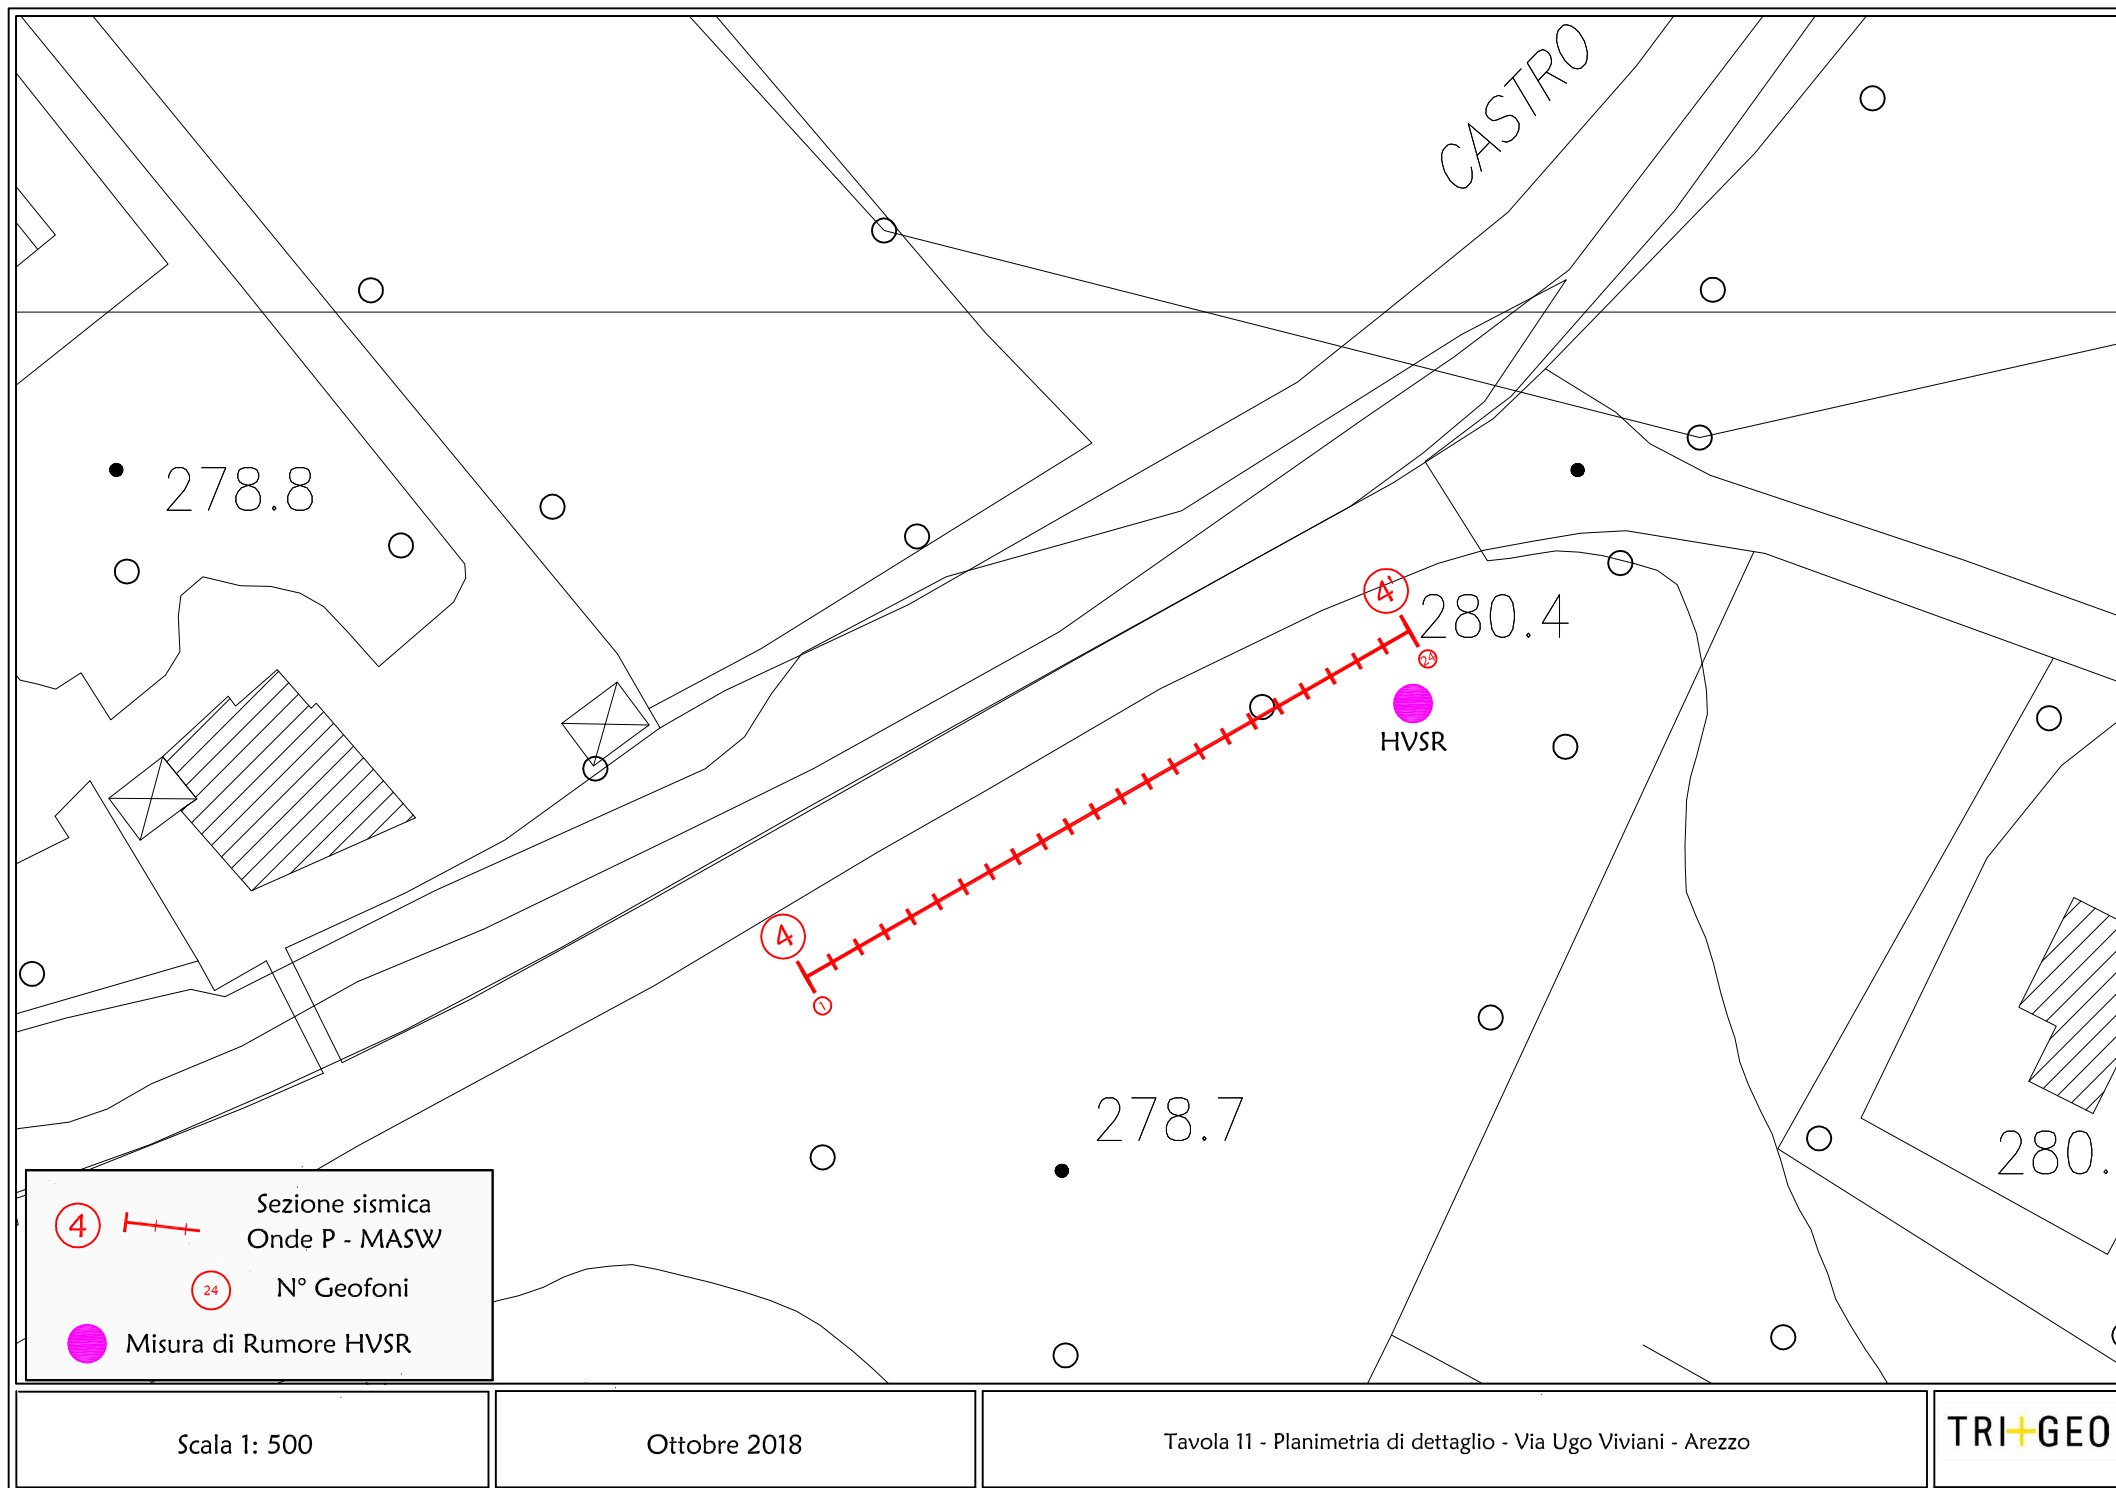 CASTRO
278.8
4'
280.4
24
HVSR
4
1
278.7
280.
4
Sezione sismica
Onde P - MASW
24
N° Geofoni
Misura di Rumore HVSR
Scala 1: 500
Ottobre 2018
Tavola 11 - Planimetria di dettaglio - Via Ugo Viviani - Arezzo
TRI+GEO